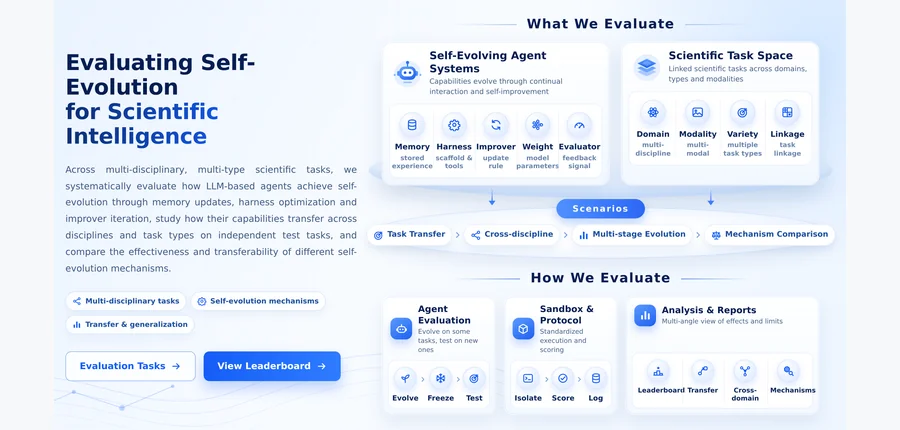 Evaluating Self-
Evolution
for Scientific
Intelligence
Across multi-disciplinary, multi-type scientific tasks, we
systematically evaluate how LLM-based agents achieve self-
evolution through memory updates, harness optimization and
improver iteration, study how their capabilities transfer across
disciplines and task types on independent test tasks, and
compare the effectiveness and transferability of different self-
evolution mechanisms.
Multi-disciplinary tasks
Self-evolution mechanisms
Transfer & generalization
Evaluation Tasks →
View Leaderboard →
What We Evaluate
Self-Evolving Agent
Systems
Capabilities evolve through continual
interaction and self-improvement
Memory
stored
experience
Harness
scaffold &
tools
Improver
update
rule
Weight
model
parameters
Evaluator
feedback
signal
Scientific Task Space
Linked scientific tasks across domains,
types and modalities
Domain
multi-
discipline
Modality
multi-
modal
Variety
multiple
task types
Linkage
task
linkage
Scenarios
Task Transfer
Cross-discipline
Multi-stage Evolution
Mechanism Comparison
How We Evaluate
Agent
Evaluation
Evolve on some
tasks, test on new
ones
Evolve
Freeze
Test
Sandbox &
Protocol
Standardized
execution and
scoring
Isolate
Score
Log
Analysis & Reports
Multi-angle view of effects and limits
Leaderboard
Transfer
Cross-
domain
Mechanisms